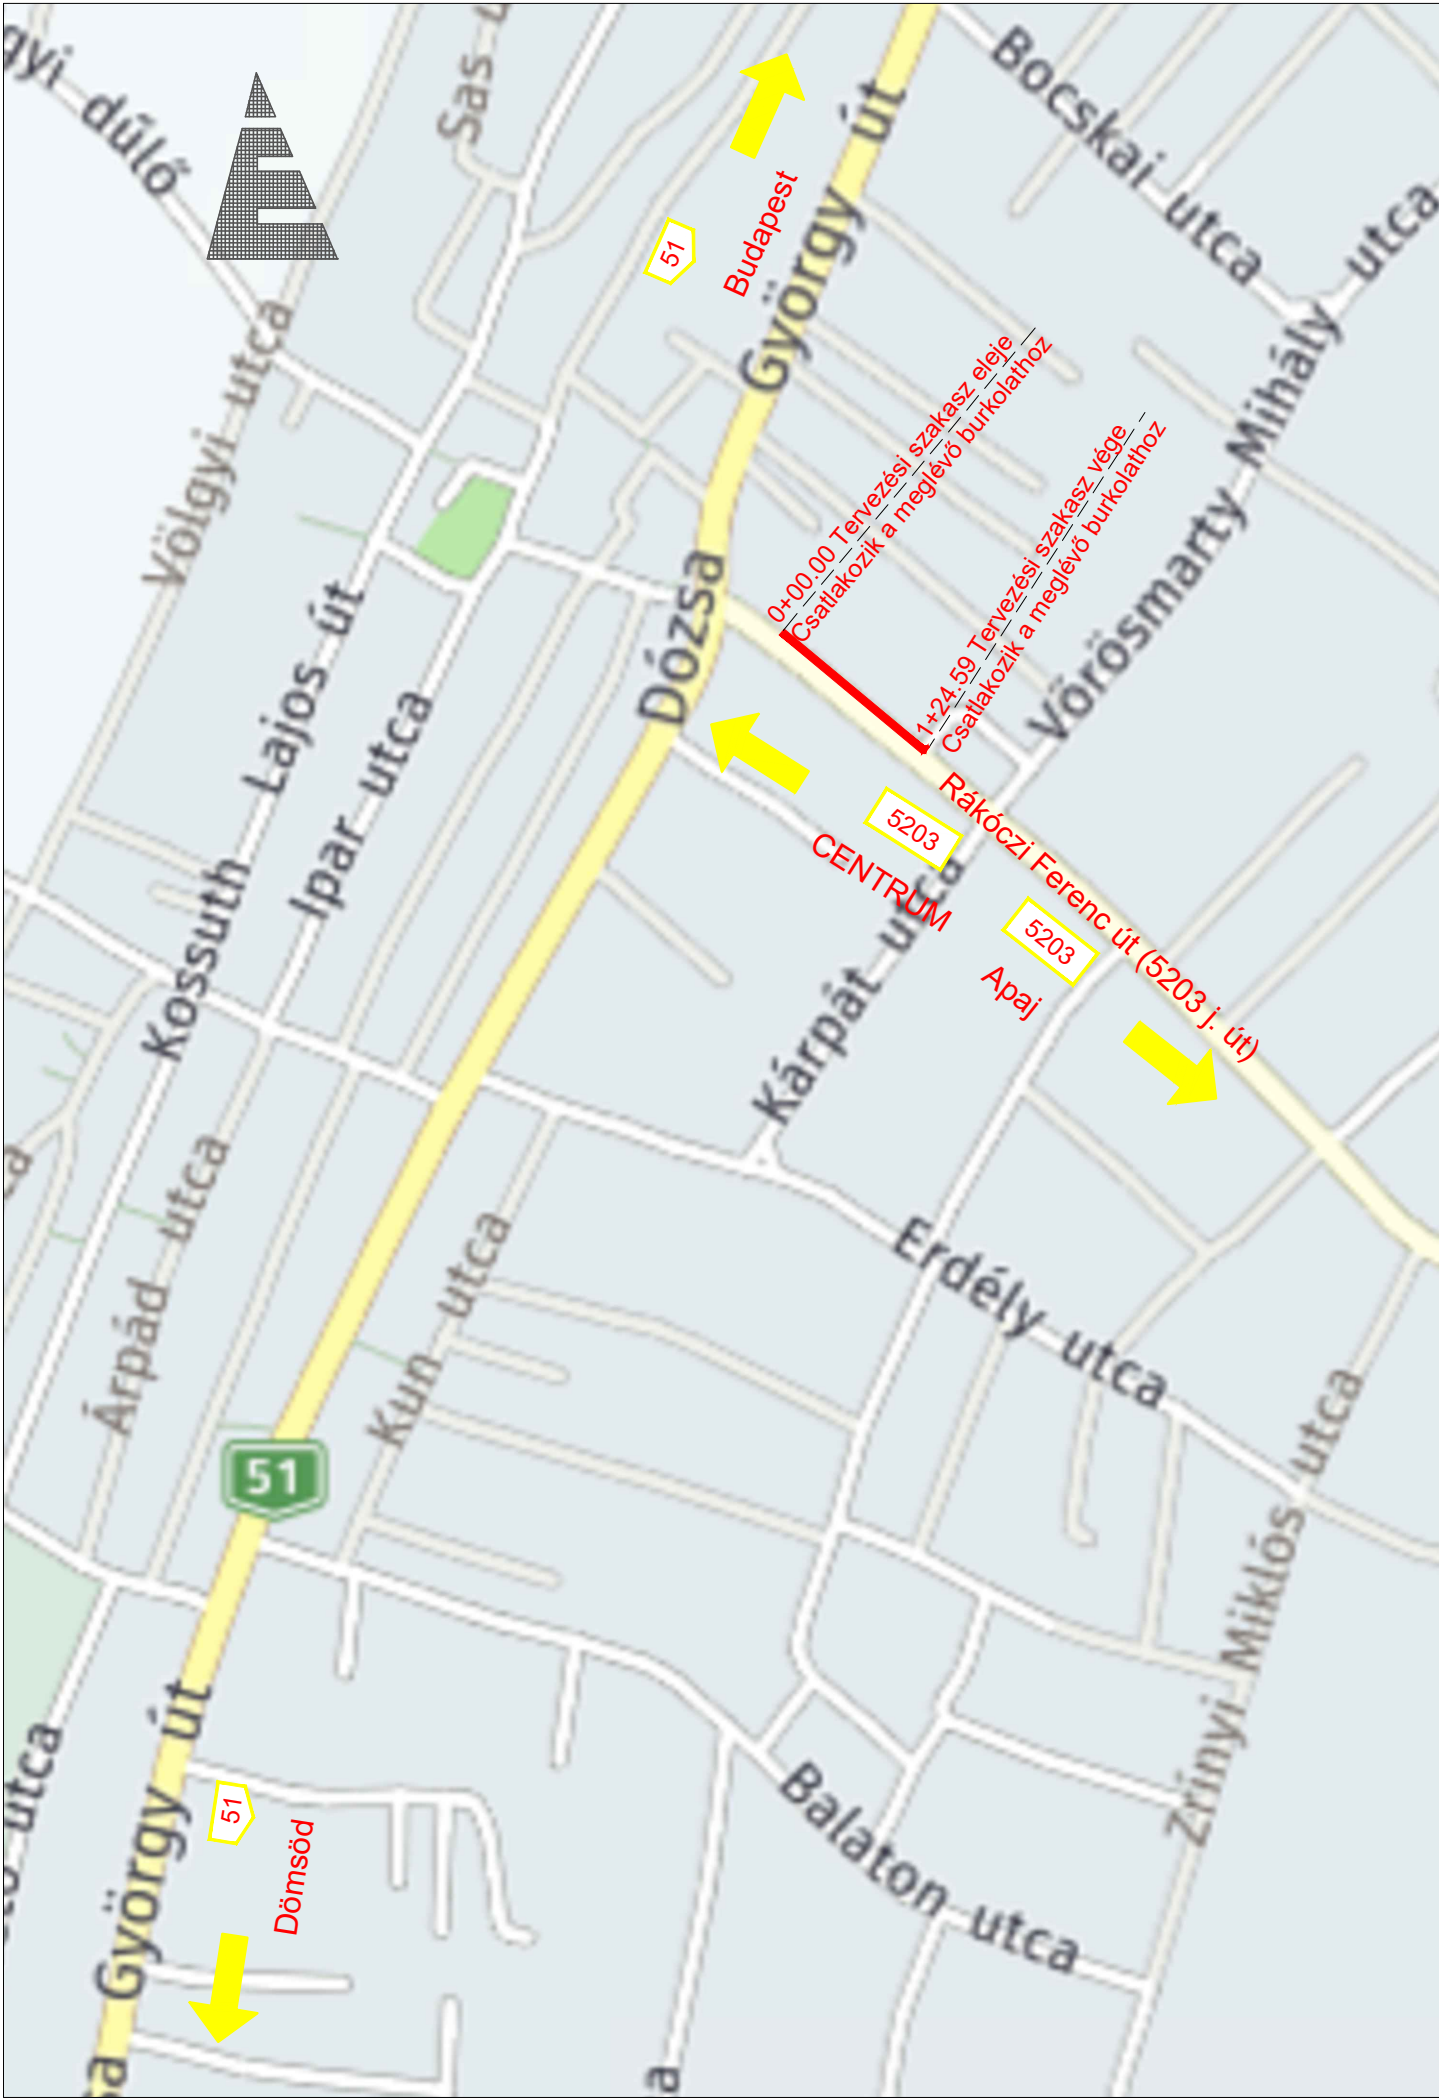 gyi dűlő
Sas u
Bocskai utca
György út
51
Budapest
Völgyi utca
0+00.00 Tervezési szakasz eleje
Csatlakozik a meglévő burkolathoz
1+24.59 Tervezési szakasz vége
Csatlakozik a meglévő burkolathoz
Vörösmarty Mihály utca
Kossuth Lajos út
Ipar utca
Dózsa
5203
CENTRUM
Rákóczi Ferenc út (5203 j. út)
5203
Apaj
Kárpát utca
Árpád utca
Kun utca
Erdély utca
51
Zrínyi Miklós utca
Balaton utca
György út
51
Dömsöd
utca